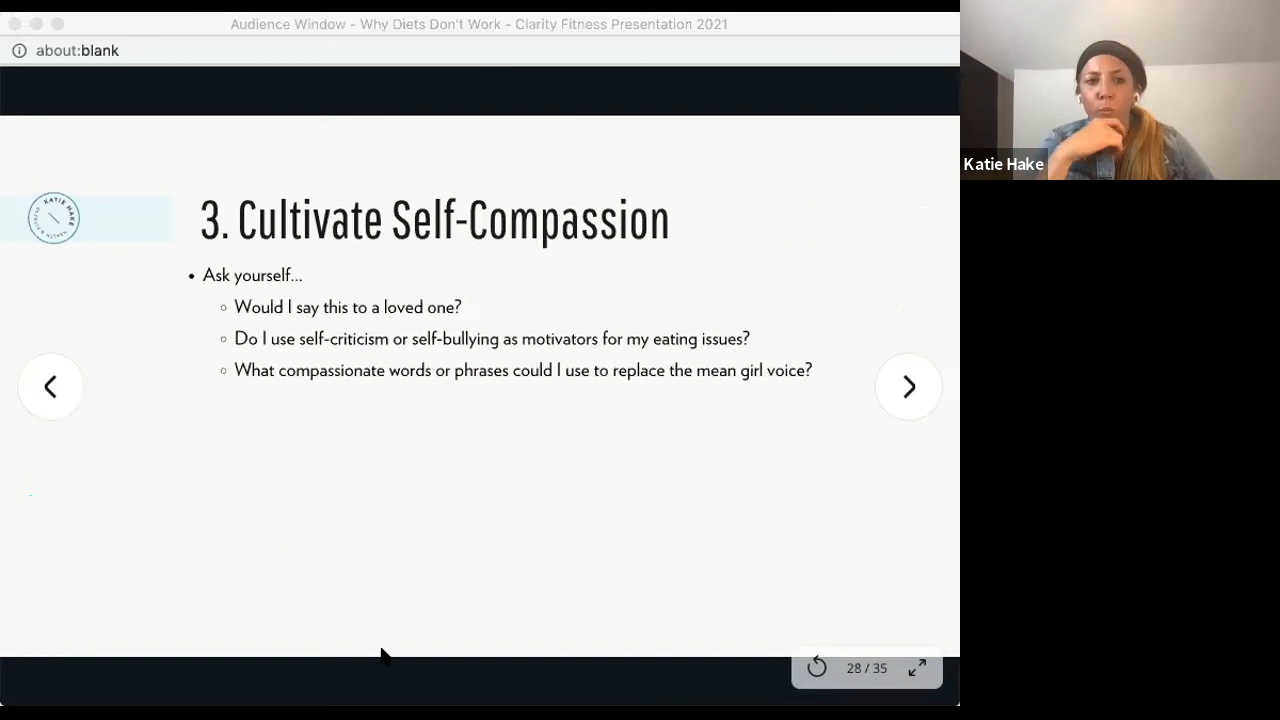 Audience Window - Why Diets Don't Work - Clarity Fitness Presentation 2021
about:blank
KATIE HAKE
3. Cultivate Self-Compassion
• Ask yourself...
○ Would I say this to a loved one?
○ Do I use self-criticism or self-bullying as motivators for my eating issues?
○ What compassionate words or phrases could I use to replace the mean girl voice?
28 / 35
Katie Hake